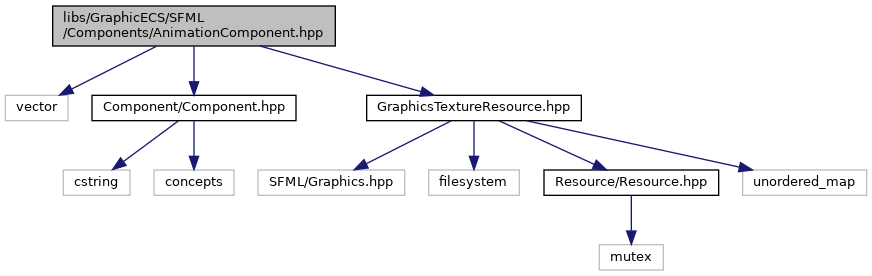 libs/GraphicECS/SFML
/Components/AnimationComponent.hpp
vector
Component/Component.hpp
GraphicsTextureResource.hpp
cstring
concepts
SFML/Graphics.hpp
filesystem
Resource/Resource.hpp
unordered_map
mutex